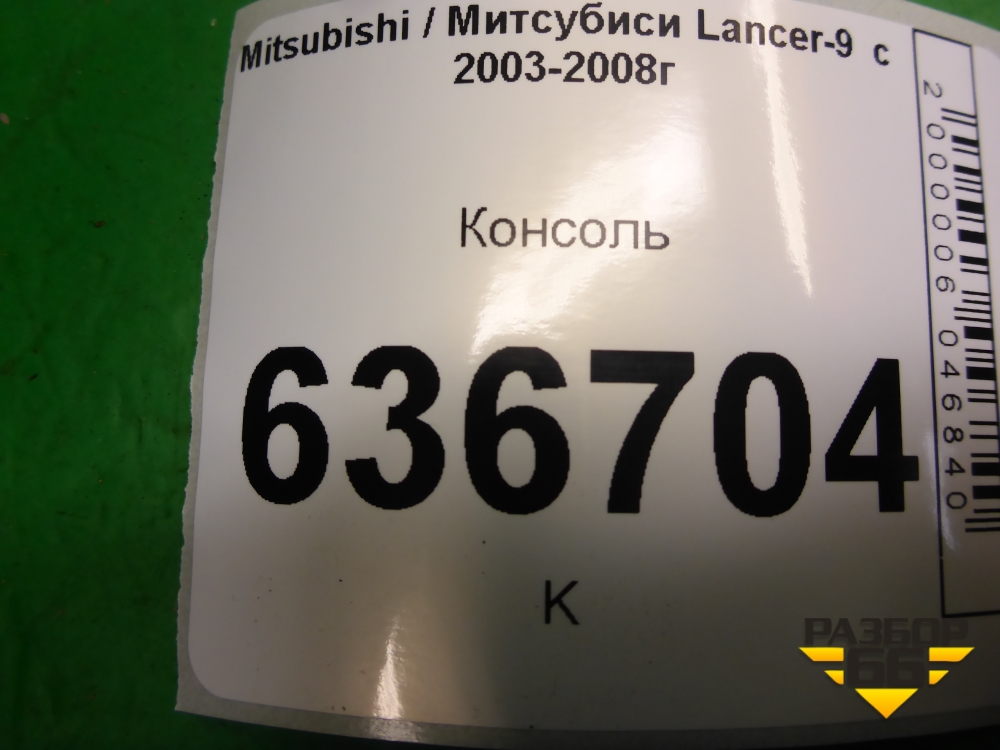 Mitsubishi / Митсубиси Lancer-9 с
2003-2008г
Консоль
636704
К
2000006046840
РАЗБОР
66